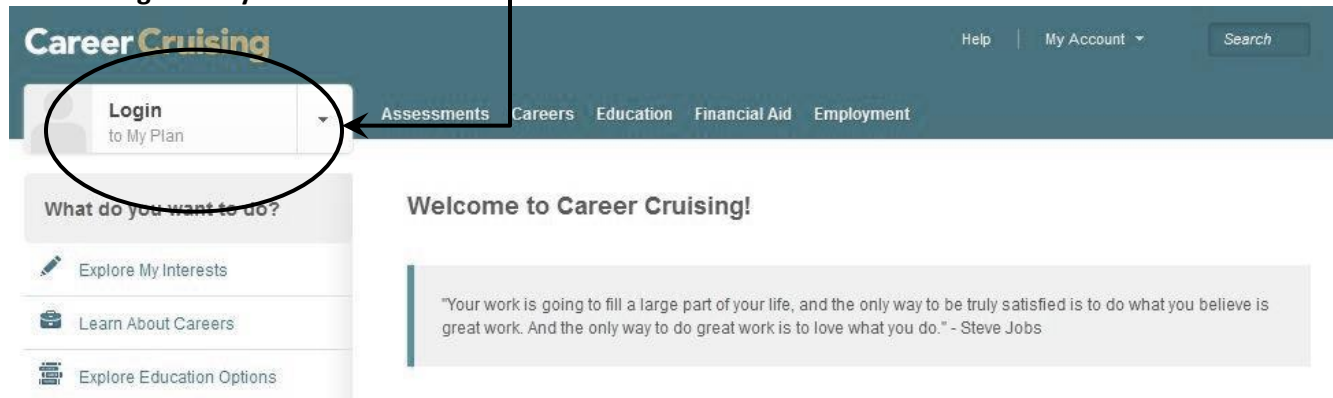 Career Cruising
Help | My Account Search
Login
to My Plan
Assessments Careers Education Financial Aid Employment
What do you want to do?
Explore My Interests
Learn About Careers
Explore Education Options
Welcome to Career Cruising!
"Your work is going to fill a large part of your life, and the only way to be truly satisfied is to do what you believe is
great work. And the only way to do great work is to love what you do." - Steve Jobs